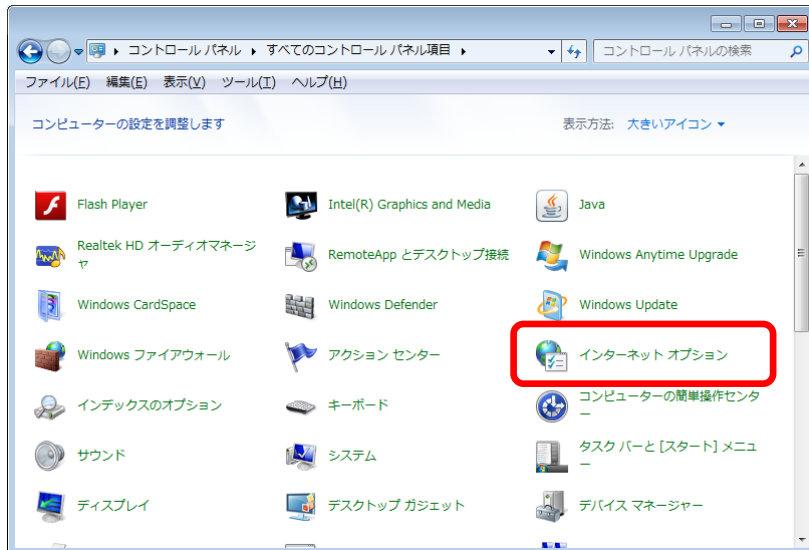 コントロール パネル ▸ すべてのコントロール パネル項目 ▸
コントロール パネルの検索
ファイル(F) 編集(E) 表示(V) ツール(T) ヘルプ(H)
コンピューターの設定を調整します
表示方法: 大きいアイコン
Flash Player
Intel(R) Graphics and Media
Java
Realtek HD オーディオマネージ
ャ
RemoteApp とデスクトップ接続
Windows Anytime Upgrade
Windows CardSpace
Windows Defender
Windows Update
Windows ファイアウォール
アクション センター
インターネット オプション
インデックスのオプション
キーボード
コンピューターの簡単操作センタ
ー
サウンド
システム
タスク バーと [スタート] メニュ
ー
ディスプレイ
デスクトップ ガジェット
デバイス マネージャー